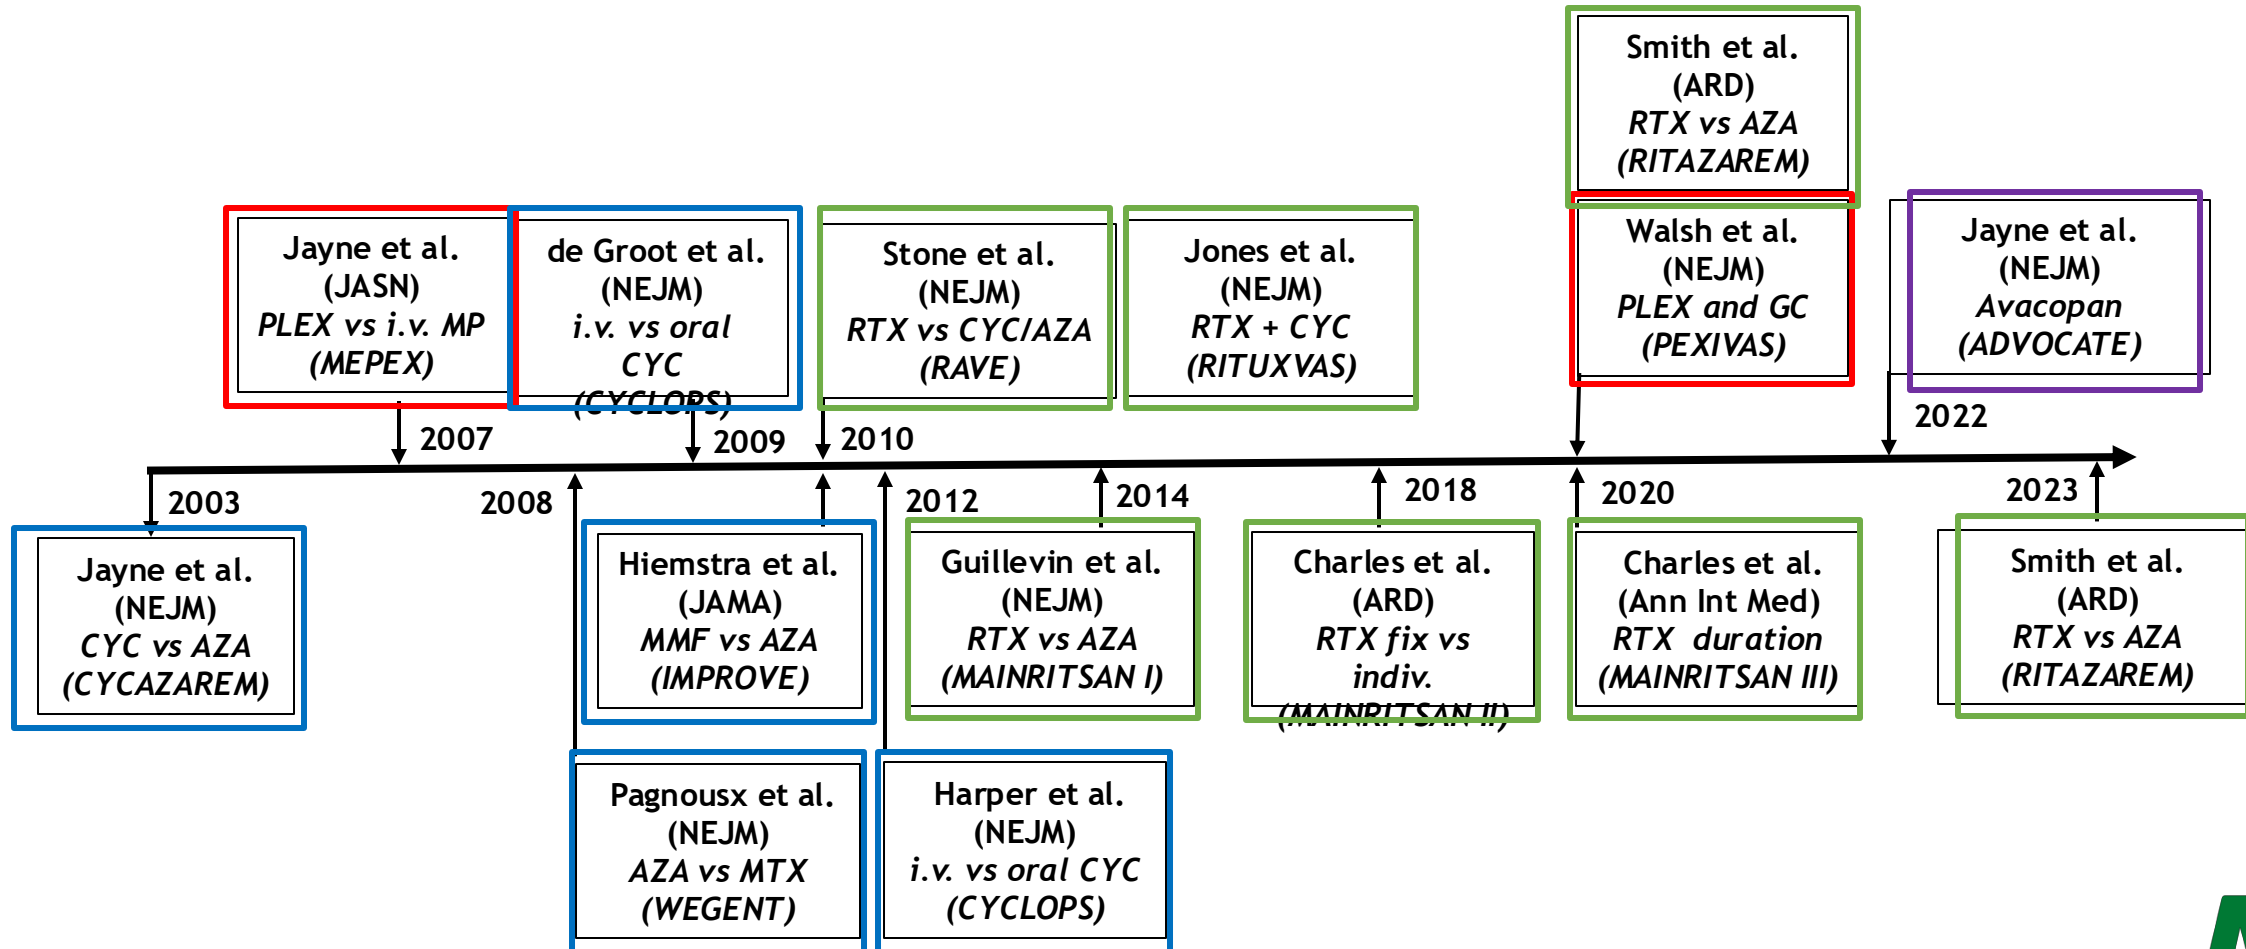 Smith et al.
(ARD)
RTX vs AZA
(RITAZAREM)
Jayne et al.
(JASN)
PLEX vs i.v. MP
(MEPEX)
de Groot et al.
(NEJM)
i.v. vs oral
CYC
(CYCLOPS)
Stone et al.
(NEJM)
RTX vs CYC/AZA
(RAVE)
Jones et al.
(NEJM)
RTX + CYC
(RITUXVAS)
Walsh et al.
(NEJM)
PLEX and GC
(PEXIVAS)
Jayne et al.
(NEJM)
Avacopan
(ADVOCATE)
2007
2009
2010
2022
2003
2008
2012
2014
2018
2020
2023
Jayne et al.
(NEJM)
CYC vs AZA
(CYCAZAREM)
Hiemstra et al.
(JAMA)
MMF vs AZA
(IMPROVE)
Guillevin et al.
(NEJM)
RTX vs AZA
(MAINRITSAN I)
Charles et al.
(ARD)
RTX fix vs
indiv.
(MAINRITSAN II)
Charles et al.
(Ann Int Med)
RTX duration
(MAINRITSAN III)
Smith et al.
(ARD)
RTX vs AZA
(RITAZAREM)
Pagnousx et al.
(NEJM)
AZA vs MTX
(WEGENT)
Harper et al.
(NEJM)
i.v. vs oral CYC
(CYCLOPS)